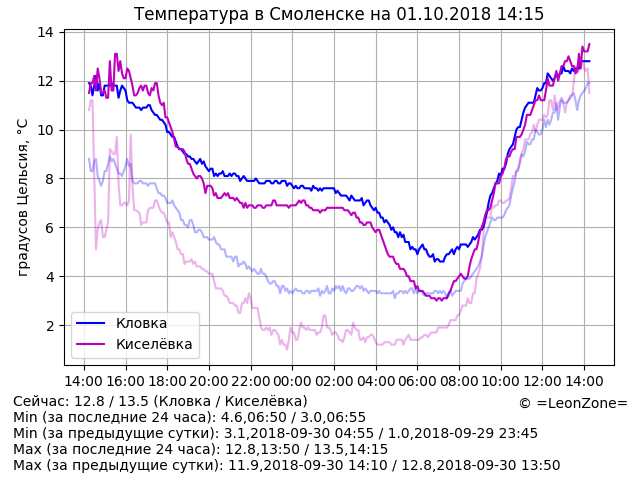 Температура в Смоленске на 01.10.2018 14:15
градусов Цельсия, °C
14
12
10
8
6
4
2
Кловка
Киселёвка
14:00 16:00 18:00 20:00 22:00 00:00 02:00 04:00 06:00 08:00 10:00 12:00 14:00
Сейчас: 12.8 / 13.5 (Кловка / Киселёвка)
© =LeonZone=
Min (за последние 24 часа): 4.6,06:50 / 3.0,06:55
Min (за предыдущие сутки): 3.1,2018-09-30 04:55 / 1.0,2018-09-29 23:45
Max (за последние 24 часа): 12.8,13:50 / 13.5,14:15
Max (за предыдущие сутки): 11.9,2018-09-30 14:10 / 12.8,2018-09-30 13:50